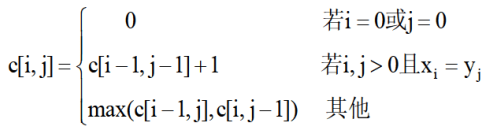 0 若i = 0或j = 0
c[i, j] = c[i−1, j−1]+1 若i, j > 0且xᵢ = yⱼ
max(c[i−1, j], c[i, j−1]) 其他